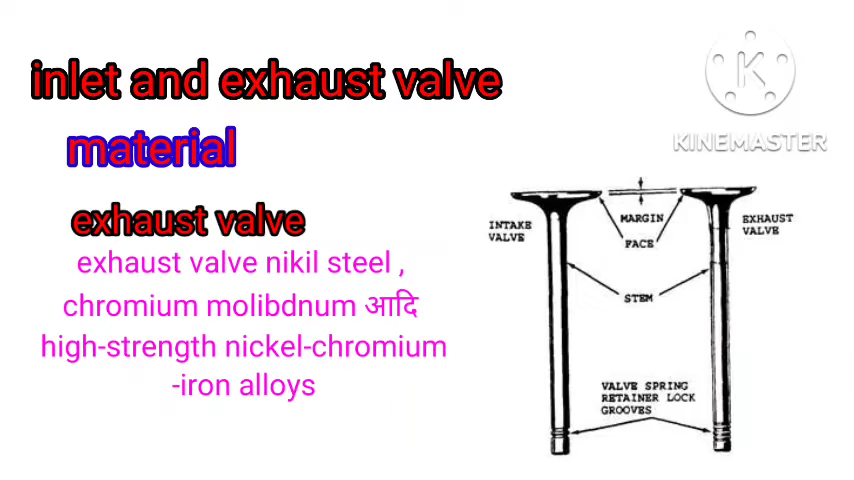 inlet and exhaust valve
material
exhaust valve
exhaust valve nikil steel ,
chromium molibdnum आदि
high-strength nickel-chromium
-iron alloys
K
KINEMASTER
INTAKE
VALVE
MARGIN
FACE
EXHAUST
VALVE
STEM
VALVE SPRING
RETAINER LOCK
GROOVES